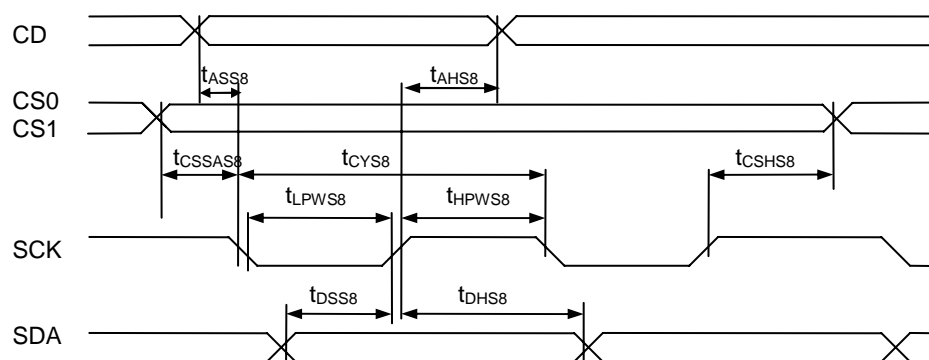 CD
tASS8
tAHS8
CS0
CS1
tCSSAS8
tCYS8
tCSHS8
tLPWS8
tHPWS8
SCK
tDSS8
tDHS8
SDA